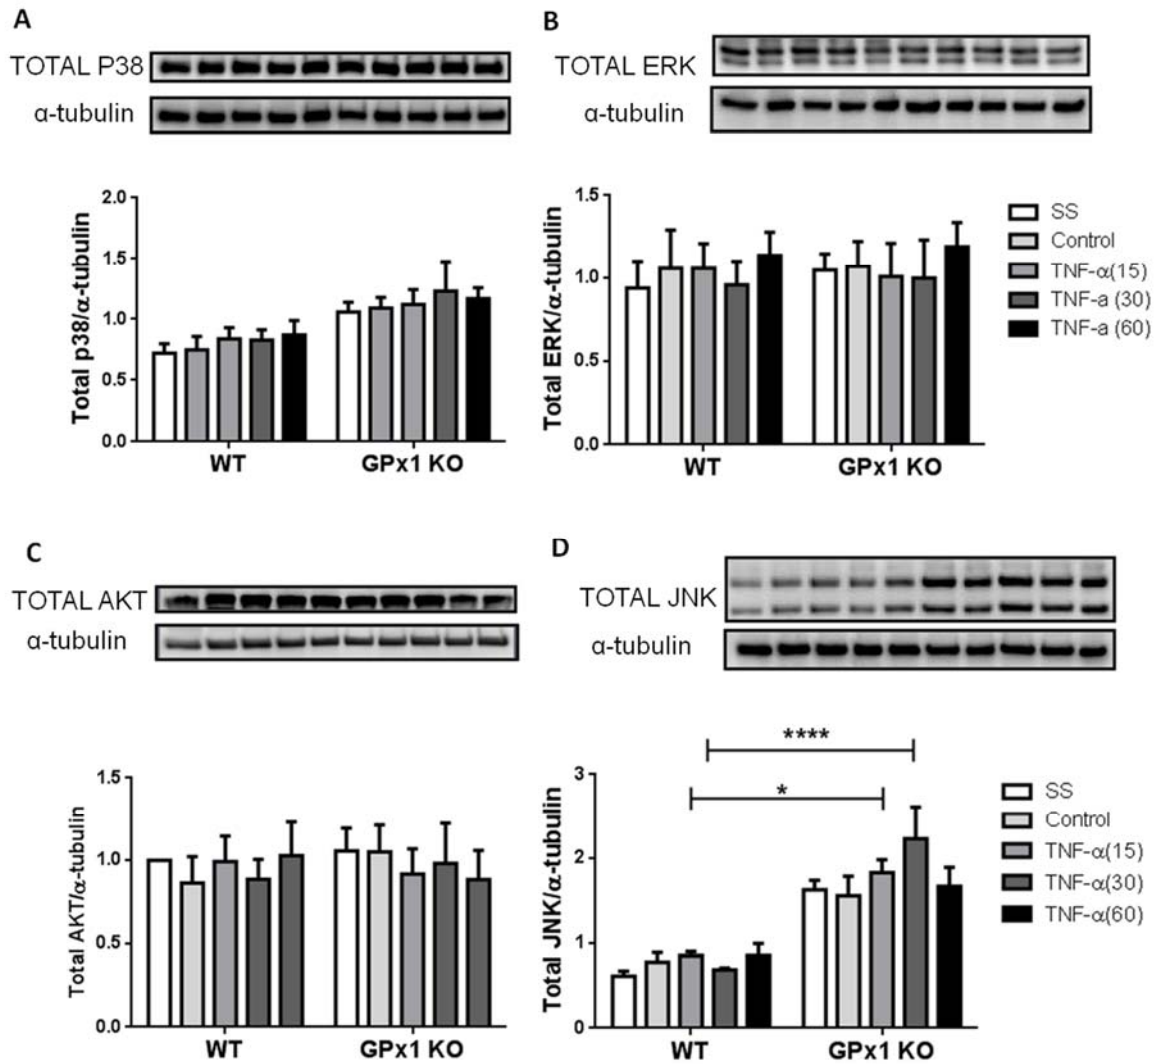 A
TOTAL P38
α-tubulin
Total p38/α-tubulin
2.0
1.5
1.0
0.5
0.0
WT
GPx1 KO
B
TOTAL ERK
α-tubulin
Total ERK/α-tubulin
1.5
1.0
0.5
0.0
WT
GPx1 KO
SS
Control
TNF-α(15)
TNF-a (30)
TNF-a (60)
C
TOTAL AKT
α-tubulin
Total AKT/α-tubulin
1.5
1.0
0.5
0.0
WT
GPx1 KO
D
TOTAL JNK
α-tubulin
****
*
Total JNK/α-tubulin
3
2
1
0
WT
GPx1 KO
SS
Control
TNF-α(15)
TNF-α(30)
TNF-α(60)